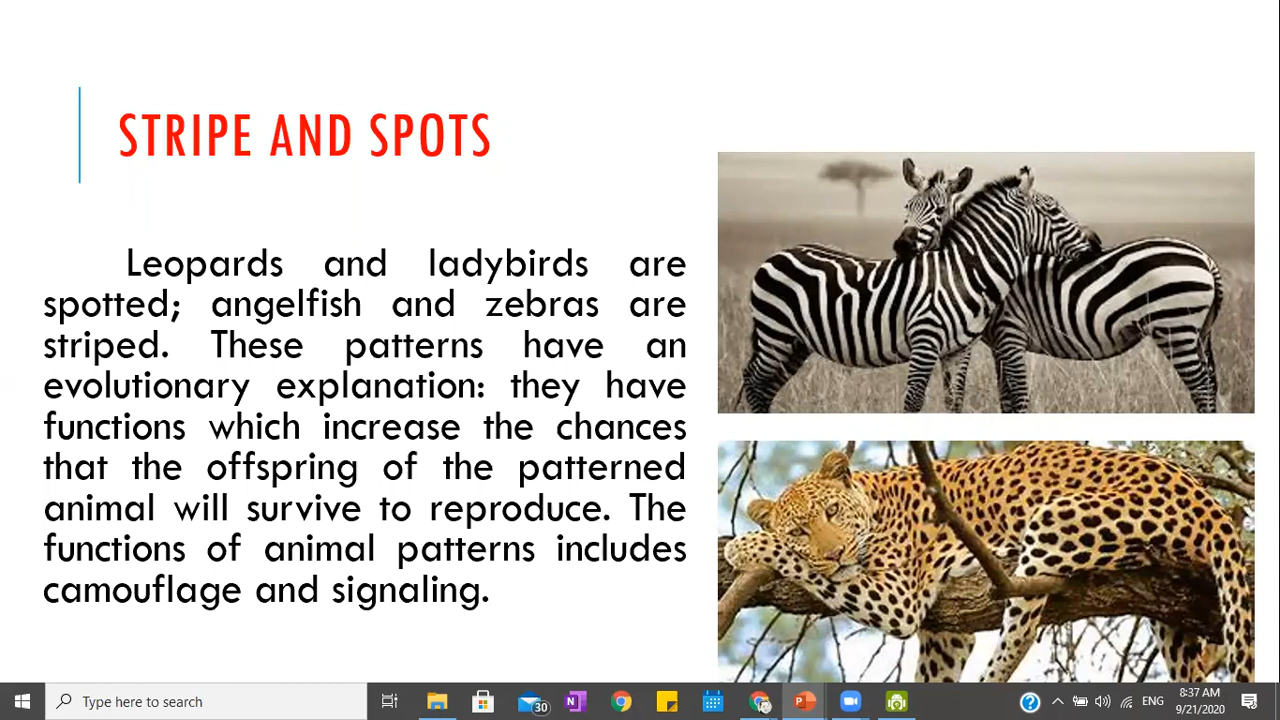 STRIPE AND SPOTS
Leopards and ladybirds are
spotted; angelfish and zebras are
striped. These patterns have an
evolutionary explanation: they have
functions which increase the chances
that the offspring of the patterned
animal will survive to reproduce. The
functions of animal patterns includes
camouflage and signaling.
Type here to search
30
ENG
8:37 AM
9/21/2020